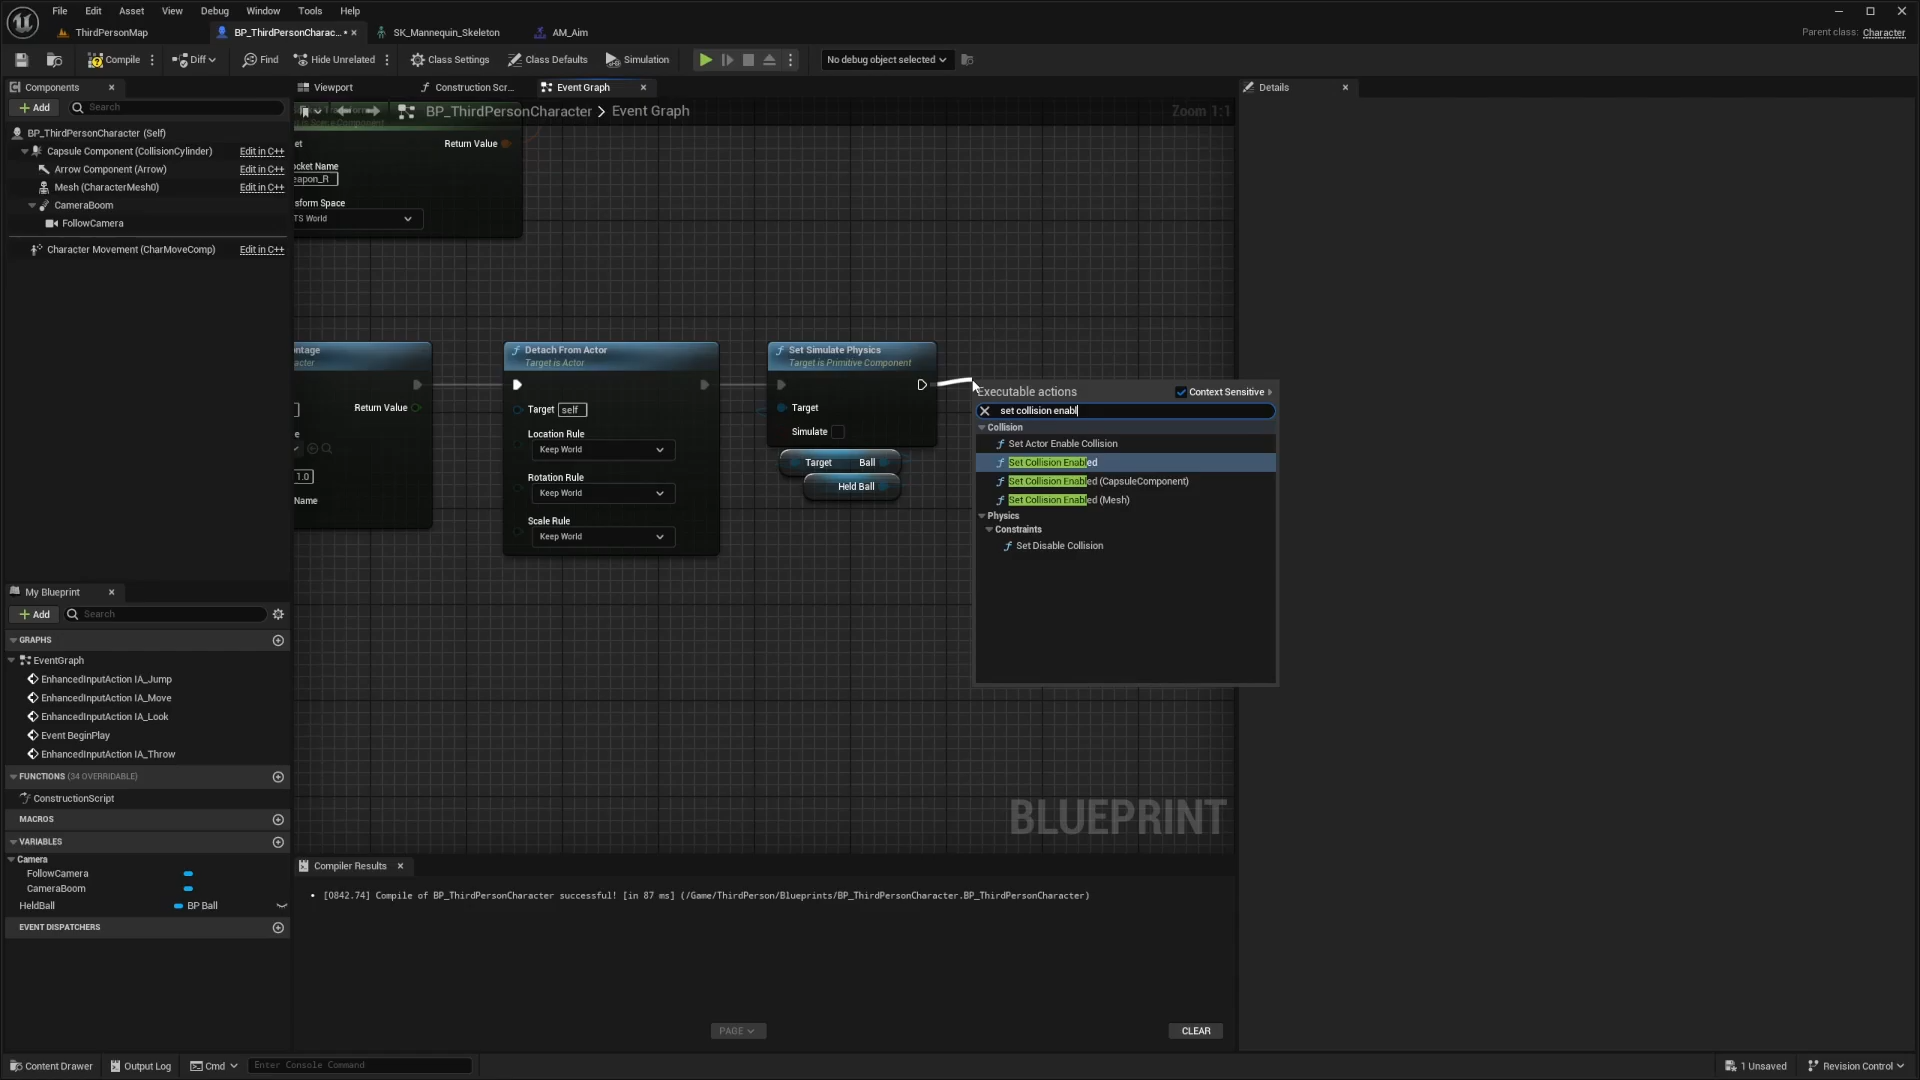 File Edit Asset View Debug Window Tools Help
ThirdPersonMap
BP_ThirdPersonCharac...
SK_Mannequin_Skeleton
AM_Aim
Parent class: Character
Compile
Diff
Find
Hide Unrelated
Class Settings
Class Defaults
Simulation
No debug object selected
Components
Add
Search
BP_ThirdPersonCharacter (Self)
Capsule Component (CollisionCylinder) Edit in C++
Arrow Component (Arrow) Edit in C++
Mesh (CharacterMesh0) Edit in C++
CameraBoom
FollowCamera
Character Movement (CharMoveComp) Edit in C++
Viewport
Construction Scr...
Event Graph
Details
BP_ThirdPersonCharacter > Event Graph
Zoom 1:1
et
Return Value
ocket Name
eapon_R
sform Space
TS World
ontage
acter
Return Value
e
1.0
Name
Detach From Actor
Target is Actor
Target self
Location Rule
Keep World
Rotation Rule
Keep World
Scale Rule
Keep World
Set Simulate Physics
Target is Primitive Component
Target
Simulate
Target Ball
Held Ball
Executable actions
Context Sensitive
set collision enabl
Collision
Set Actor Enable Collision
Set Collision Enabled
Set Collision Enabled (CapsuleComponent)
Set Collision Enabled (Mesh)
Physics
Constraints
Set Disable Collision
BLUEPRINT
My Blueprint
Add
Search
GRAPHS
EventGraph
EnhancedInputAction IA_Jump
EnhancedInputAction IA_Move
EnhancedInputAction IA_Look
Event BeginPlay
EnhancedInputAction IA_Throw
FUNCTIONS (34 OVERRIDABLE)
ConstructionScript
MACROS
VARIABLES
Camera
FollowCamera
CameraBoom
HeldBall BP Ball
EVENT DISPATCHERS
Compiler Results
[0842.74] Compile of BP_ThirdPersonCharacter successful! [in 87 ms] (/Game/ThirdPerson/Blueprints/BP_ThirdPersonCharacter.BP_ThirdPersonCharacter)
PAGE
CLEAR
Content Drawer
Output Log
Cmd
Enter Console Command
1 Unsaved
Revision Control